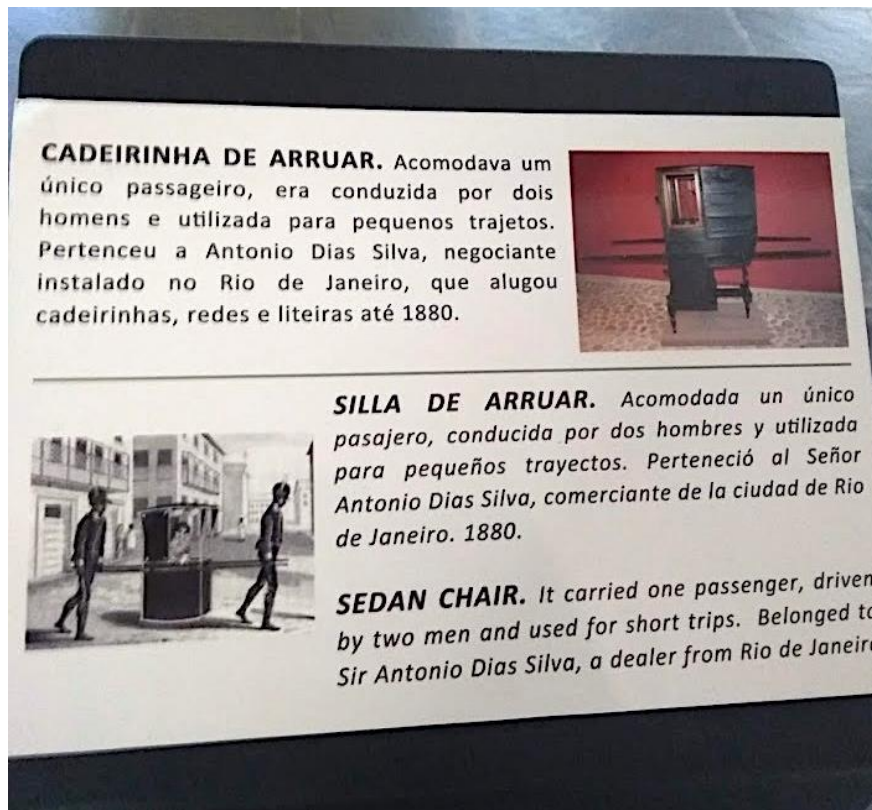 CADEIRINHA DE ARRUAR. Acomodava um
único passageiro, era conduzida por dois
homens e utilizada para pequenos trajetos.
Pertenceu a Antonio Dias Silva, negociante
instalado no Rio de Janeiro, que alugou
cadeirinhas, redes e liteiras até 1880.
SILLA DE ARRUAR. Acomodada un único
pasajero, conducida por dos hombres y utilizada
para pequeños trayectos. Perteneció al Señor
Antonio Dias Silva, comerciante de la ciudad de Rio
de Janeiro. 1880.
SEDAN CHAIR. It carried one passenger, driven
by two men and used for short trips. Belonged to
Sir Antonio Dias Silva, a dealer from Rio de Janeiro